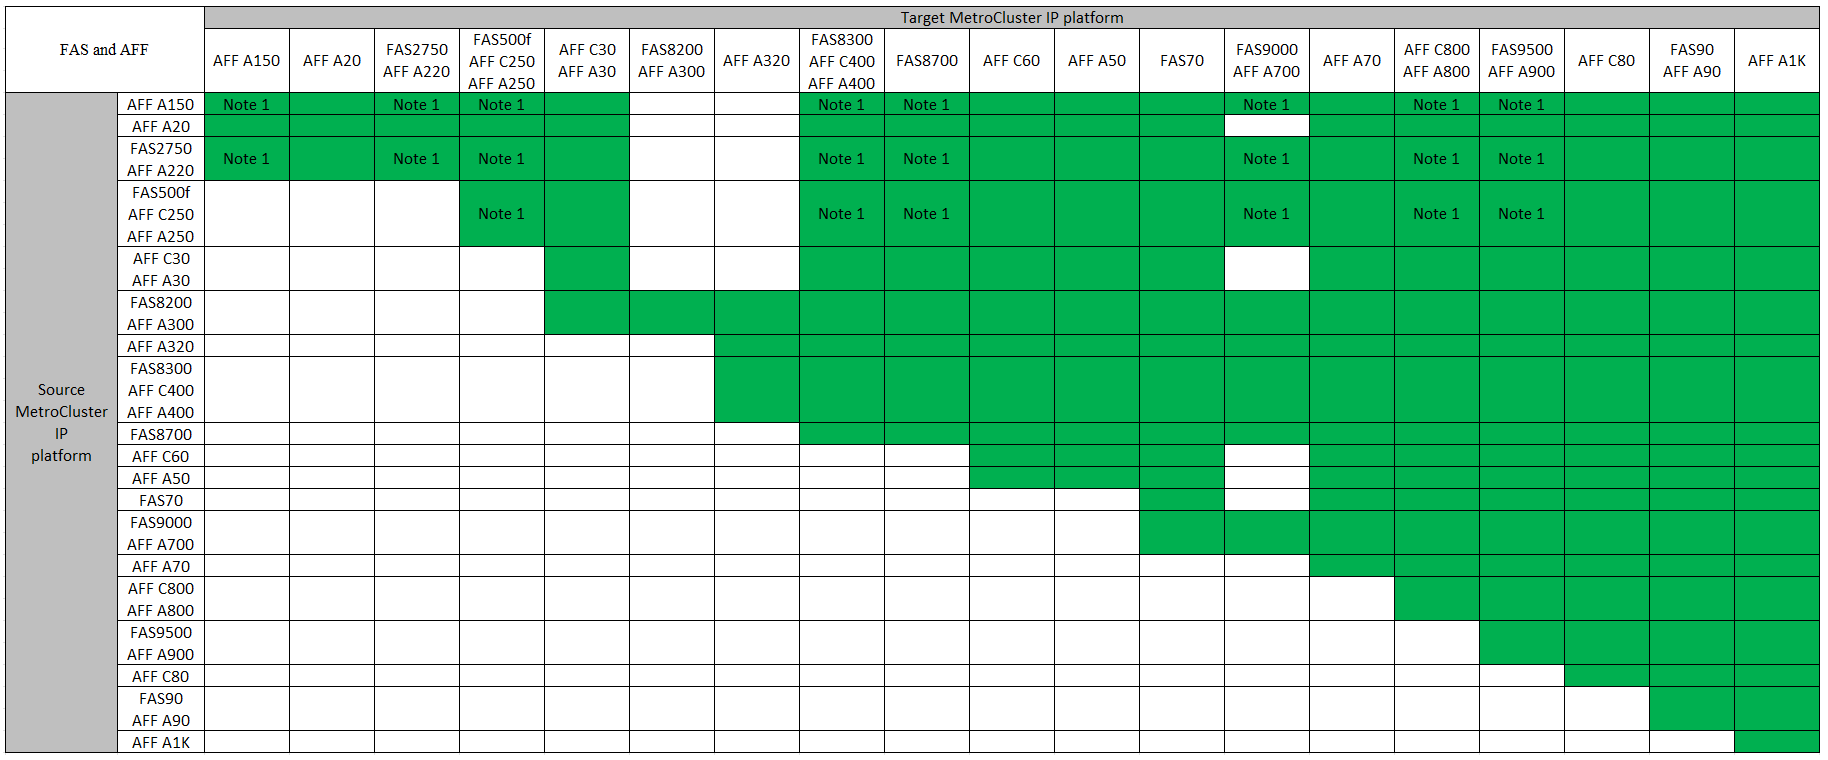 Target MetroCluster IP platform
FAS and AFF
AFF A150
AFF A20
FAS2750
AFF A220
FAS500f
AFF C250
AFF A250
AFF C30
AFF A30
FAS8200
AFF A300
AFF A320
FAS8300
AFF C400
AFF A400
FAS8700
AFF C60
AFF A50
FAS70
FAS9000
AFF A700
AFF A70
AFF C800
AFF A800
FAS9500
AFF A900
AFF C80
FAS90
AFF A90
AFF A1K
Source
MetroCluster
IP
platform
AFF A150
Note 1
Note 1
Note 1
Note 1
Note 1
Note 1
Note 1
Note 1
AFF A20
FAS2750
AFF A220
Note 1
Note 1
Note 1
Note 1
Note 1
Note 1
Note 1
Note 1
FAS500f
AFF C250
AFF A250
Note 1
Note 1
Note 1
Note 1
Note 1
Note 1
AFF C30
AFF A30
FAS8200
AFF A300
AFF A320
FAS8300
AFF C400
AFF A400
FAS8700
AFF C60
AFF A50
FAS70
FAS9000
AFF A700
AFF A70
AFF C800
AFF A800
FAS9500
AFF A900
AFF C80
FAS90
AFF A90
AFF A1K